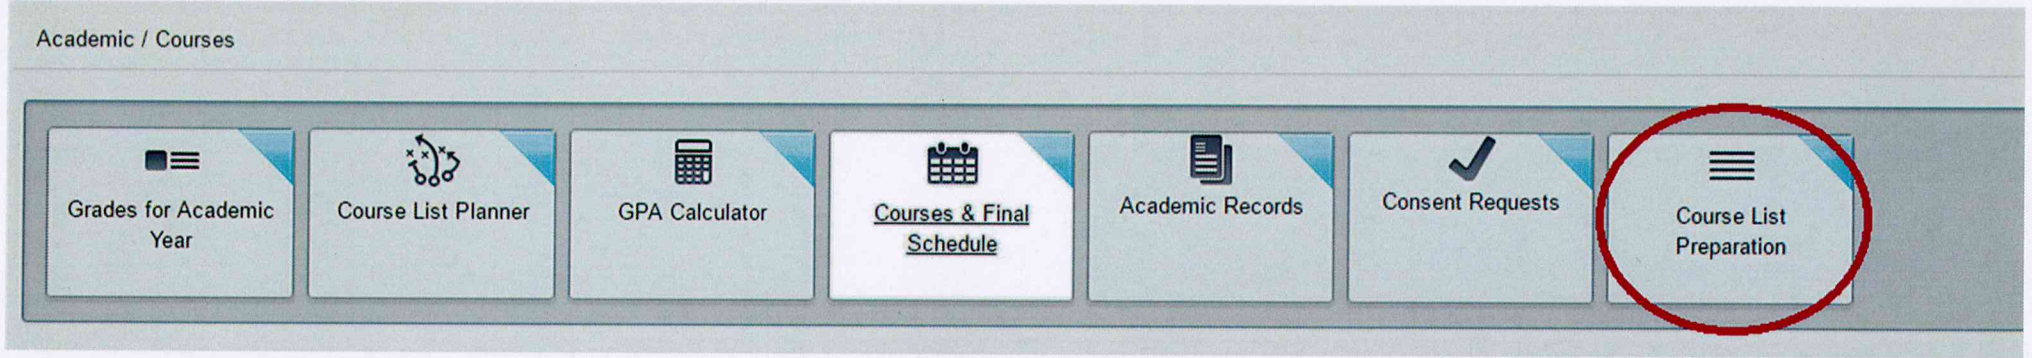 Academic / Courses
Grades for Academic
Year
Course List Planner
GPA Calculator
Courses & Final
Schedule
Academic Records
Consent Requests
Course List
Preparation